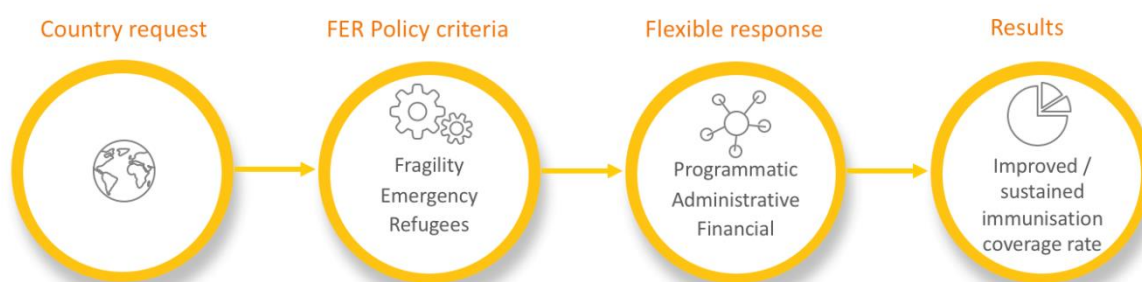 Country request
FER Policy criteria
Flexible response
Results
Fragility
Emergency
Refugees
Programmatic
Administrative
Financial
Improved /
sustained
immunisation
coverage rate